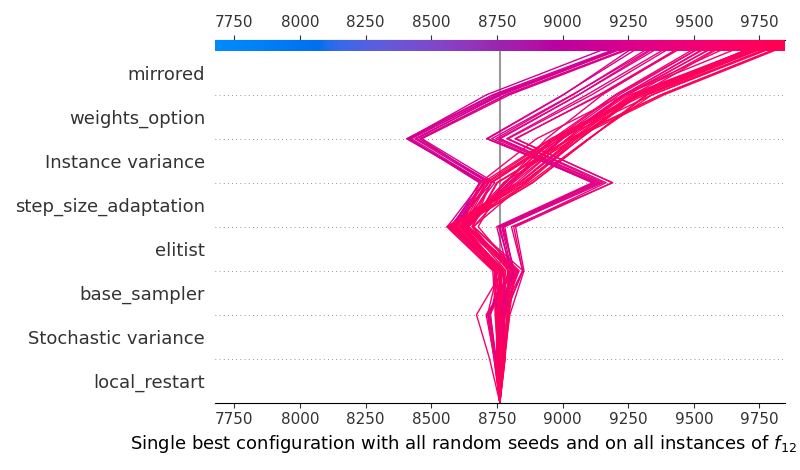 7750 8000 8250 8500 8750 9000 9250 9500 9750
mirrored
weights_option
Instance variance
step_size_adaptation
elitist
base_sampler
Stochastic variance
local_restart
7750 8000 8250 8500 8750 9000 9250 9500 9750
Single best configuration with all random seeds and on all instances of f₁₂